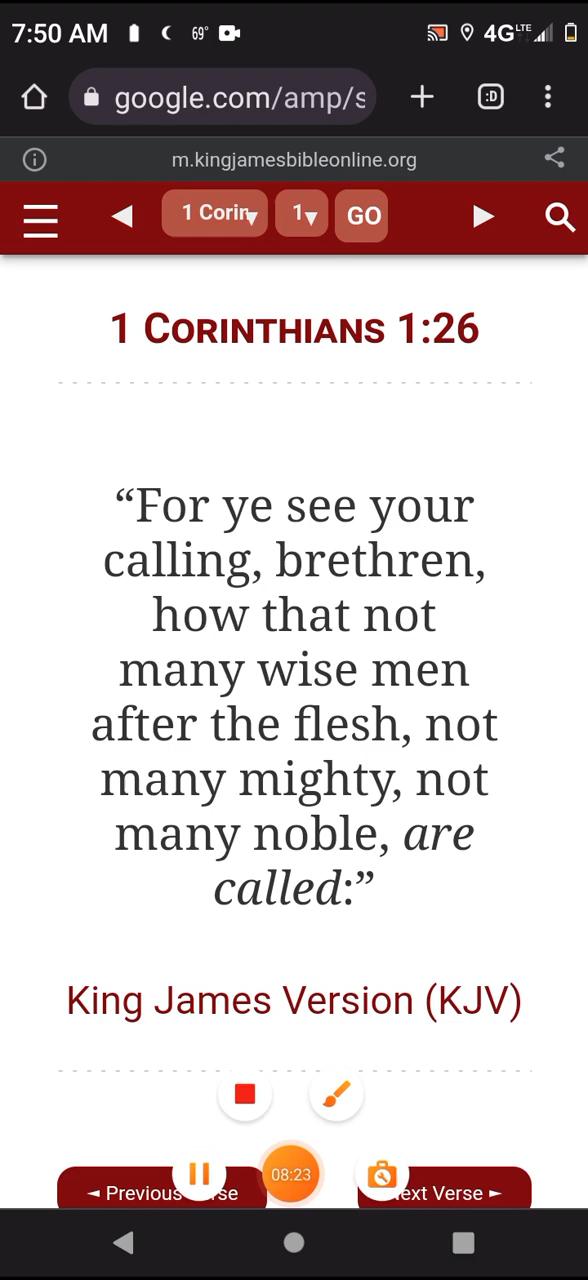 7:50 AM 69° 4G LTE
google.com/amp/s :D
m.kingjamesbibleonline.org
1 Corin 1 GO
1 CORINTHIANS 1:26
“For ye see your
calling, brethren,
how that not
many wise men
after the flesh, not
many mighty, not
many noble, are
called:”
King James Version (KJV)
08:23
◄ Previous se ext Verse ►